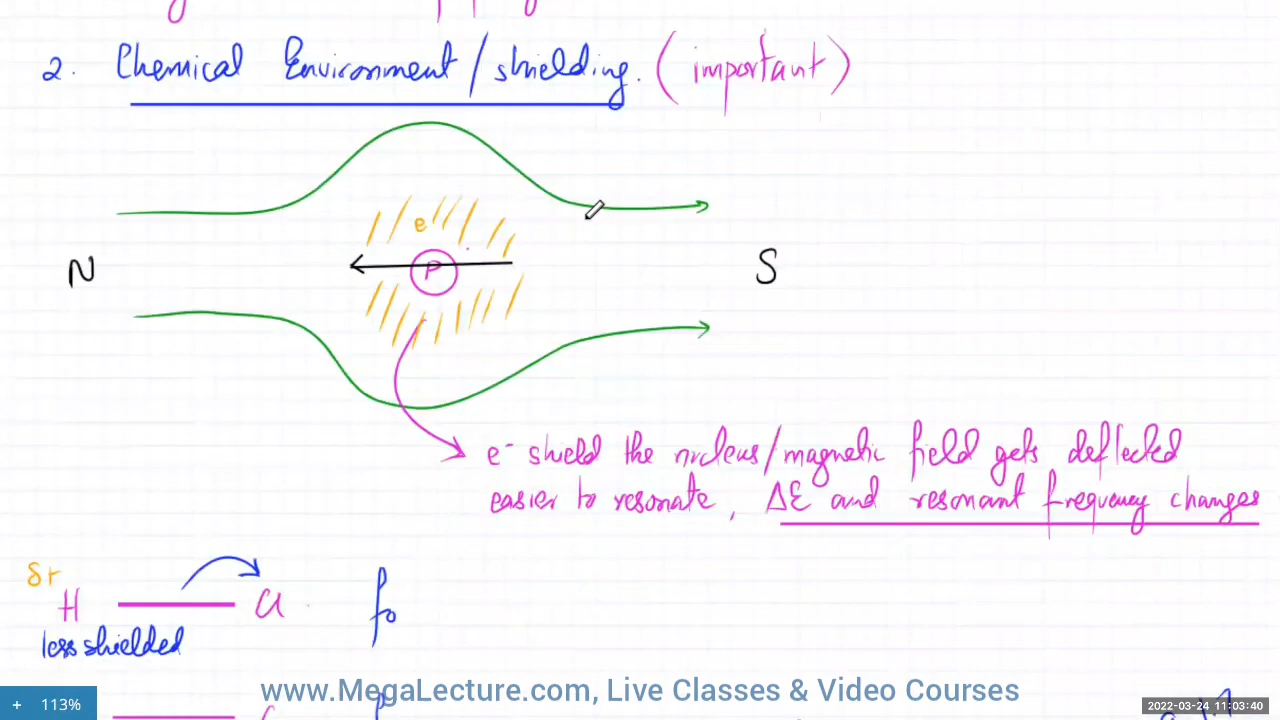 2. Chemical Environment/shielding. (important)
e
N
P
S
e- shield the nucleus/magnetic field gets deflected
easier to resonate, ΔE and resonant frequency changes
δ+
H Cl fo
less shielded
www.MegaLecture.com, Live Classes & Video Courses
+ 113%
2022-03-24 11:03:40